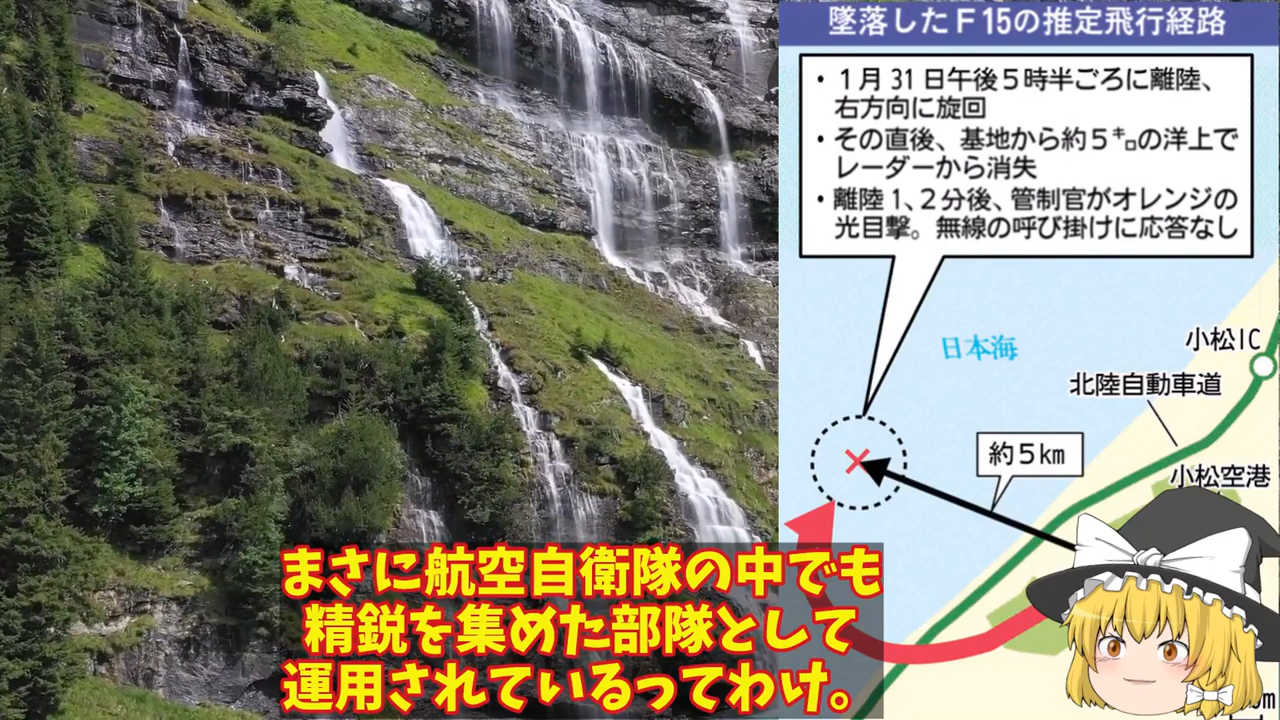 墜落したF15の推定飛行経路
・1月31日午後5時半ごろに離陸、
右方向に旋回
・その直後、基地から約5㌔の洋上で
レーダーから消失
・離陸1、2分後、管制官がオレンジの
光目撃。無線の呼び掛けに応答なし
日本海
小松IC
北陸自動車道
約5km
小松空港
まさに航空自衛隊の中でも
精鋭を集めた部隊として
運用されているってわけ。